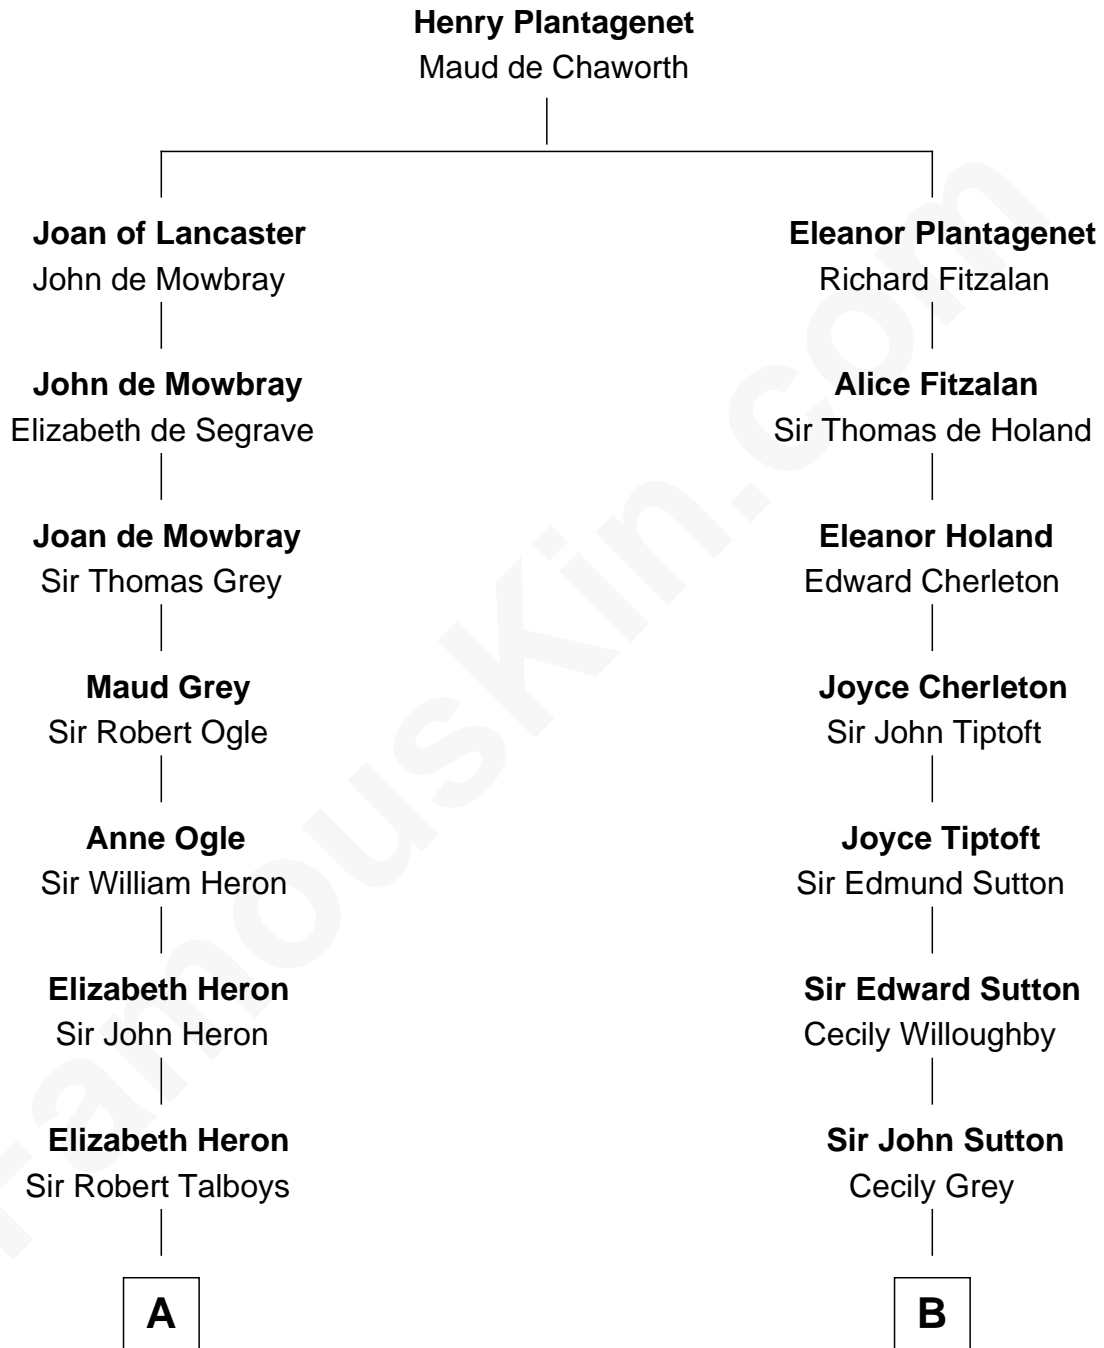 Henry Plantagenet
Maud de Chaworth
Joan of Lancaster
John de Mowbray
Eleanor Plantagenet
Richard Fitzalan
John de Mowbray
Elizabeth de Segrave
Alice Fitzalan
Sir Thomas de Holand
Joan de Mowbray
Sir Thomas Grey
Eleanor Holand
Edward Cherleton
Maud Grey
Sir Robert Ogle
Joyce Cherleton
Sir John Tiptoft
Anne Ogle
Sir William Heron
Joyce Tiptoft
Sir Edmund Sutton
Elizabeth Heron
Sir John Heron
Sir Edward Sutton
Cecily Willoughby
Elizabeth Heron
Sir Robert Talboys
Sir John Sutton
Cecily Grey
A
B
FamousKin.com